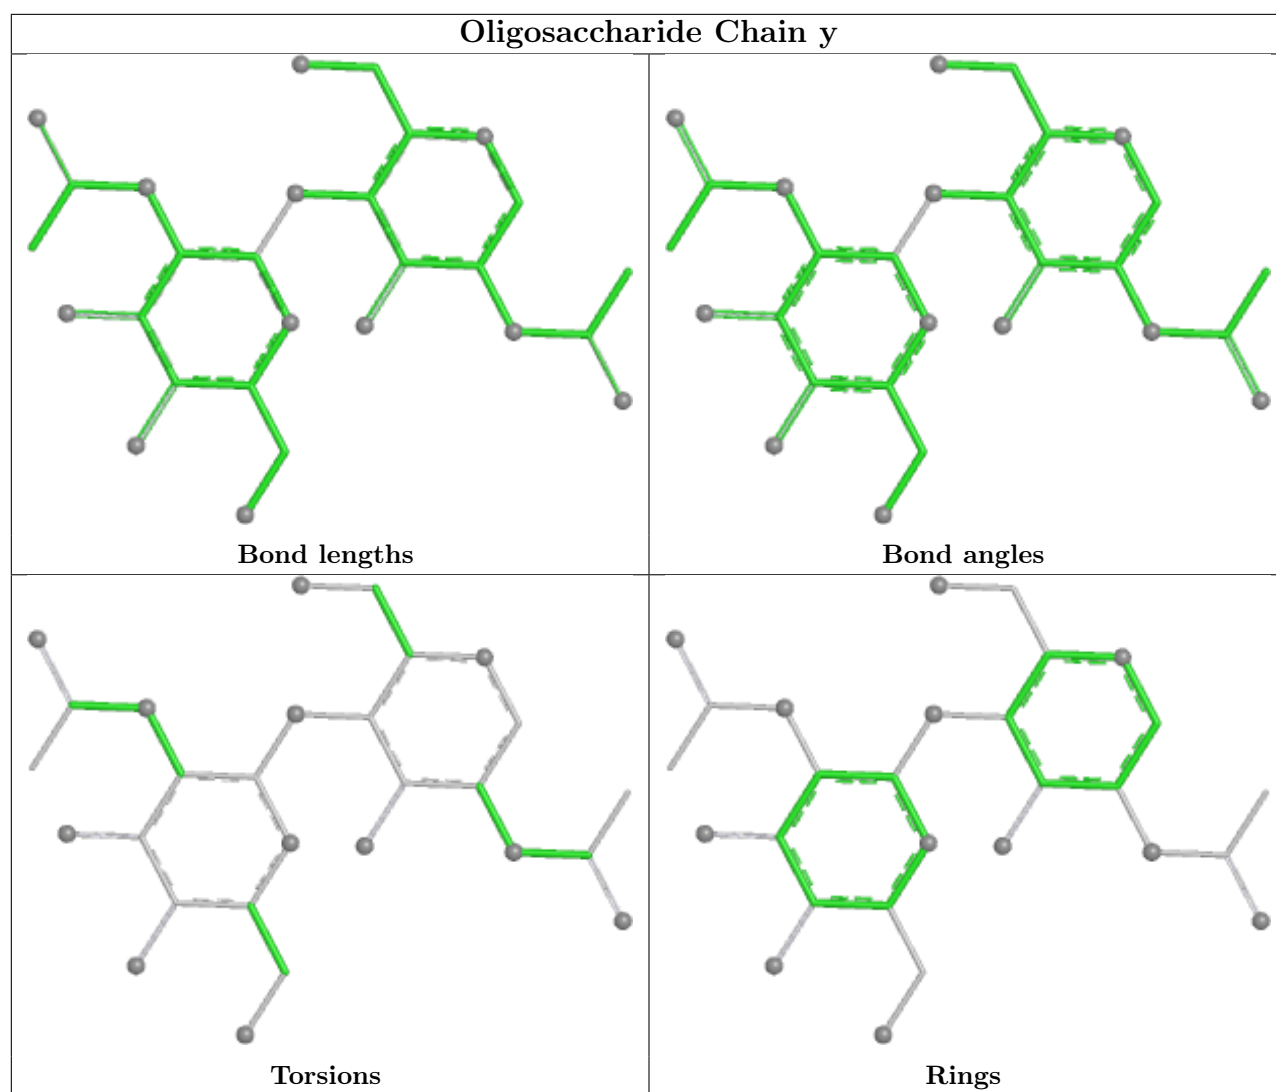 Oligosaccharide Chain y
Bond lengths
Bond angles
Torsions
Rings